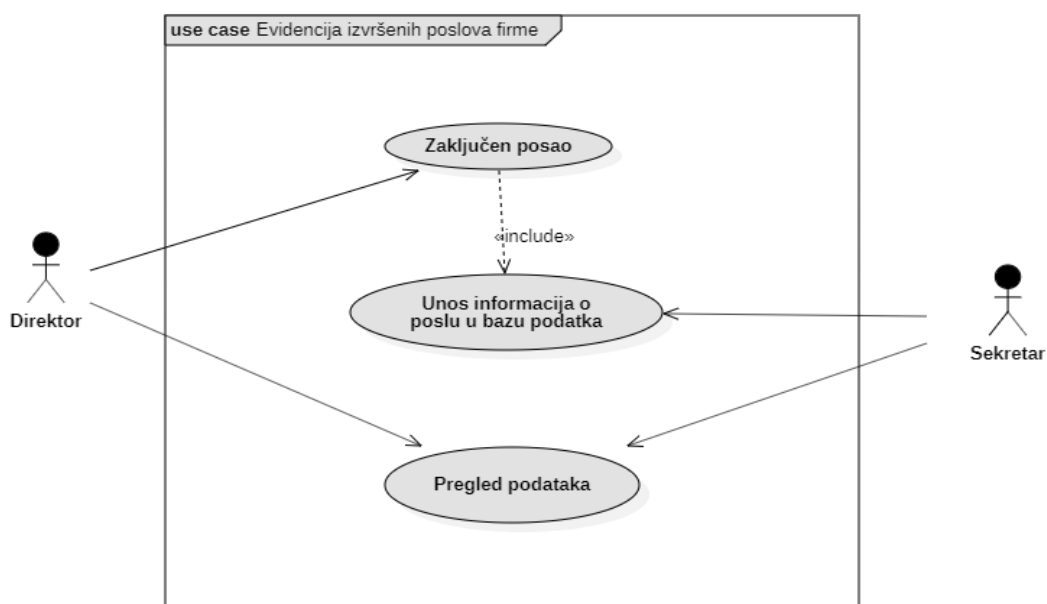 use case Evidencija izvršenih poslova firme
Zaključen posao
«include»
Direktor
Unos informacija o
poslu u bazu podatka
Sekretar
Pregled podataka